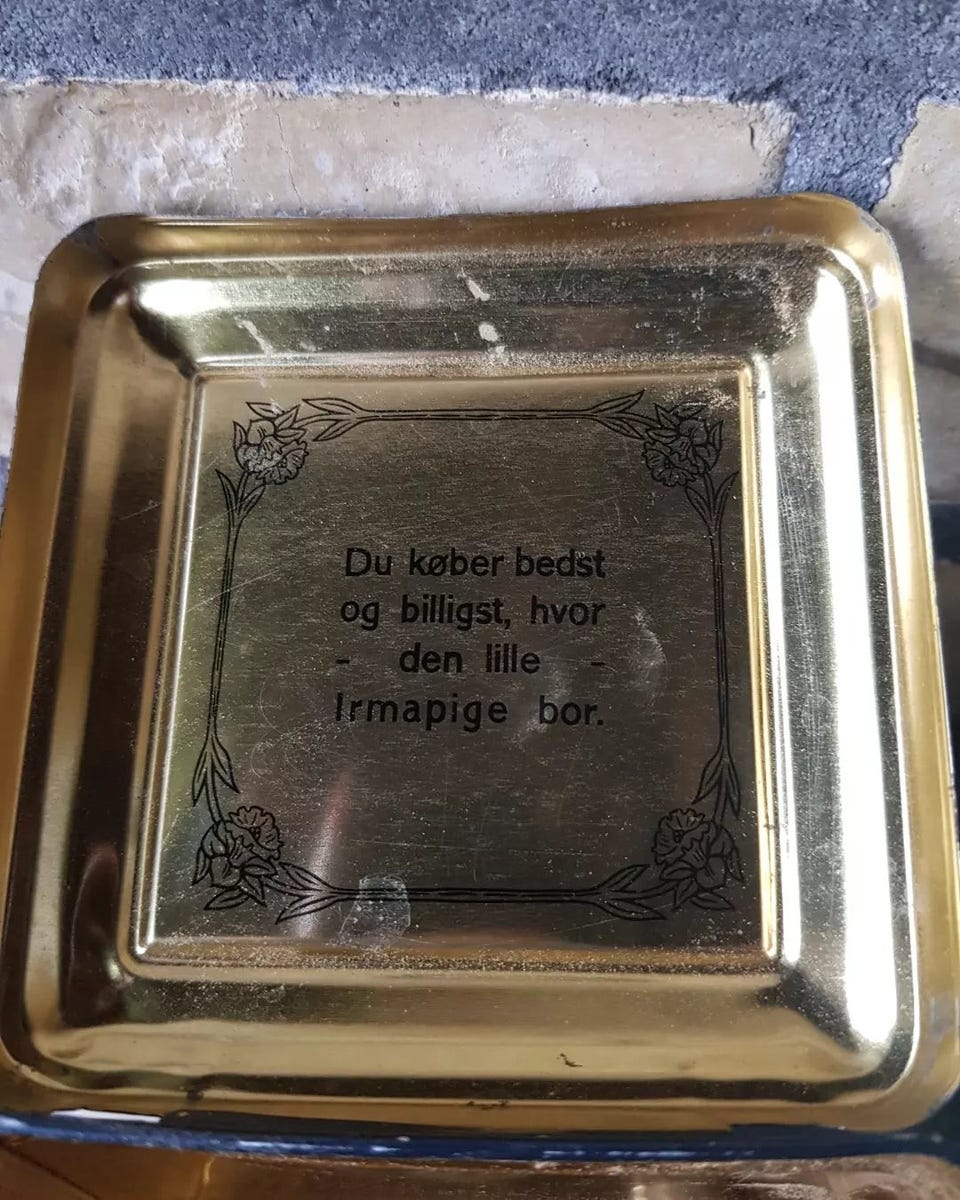 Du køber bedst
og billigst, hvor
- den lille -
Irmapige bor.